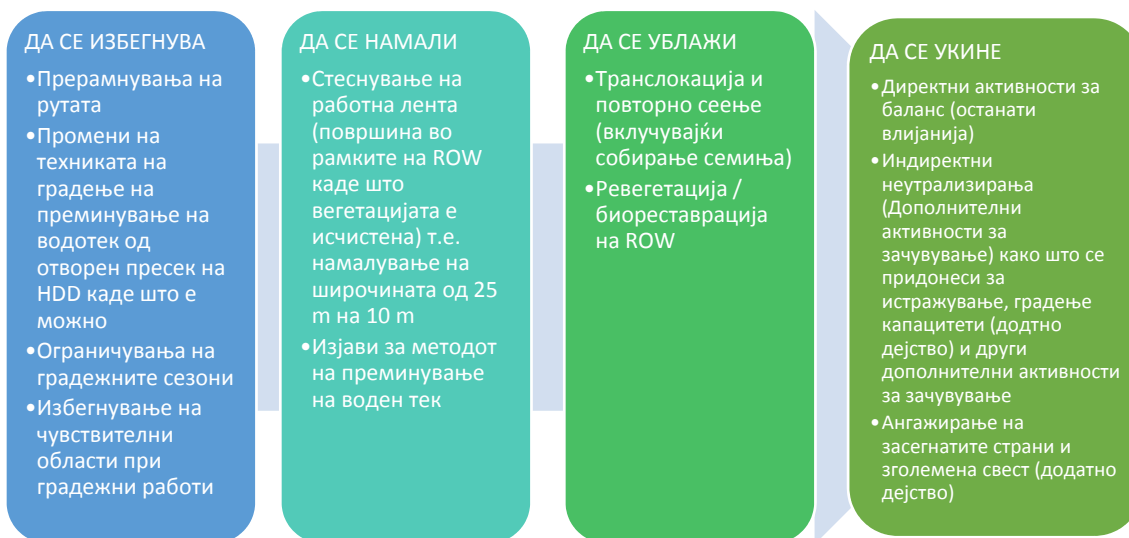 ДА СЕ ИЗБЕГНУВА
•Прерамнувања на
рутата
•Промени на
техниката на
градење на
преминување на
водотек од
отворен пресек на
HDD каде што е
можно
•Ограничувања на
градежните сезони
•Избегнување на
чувствителни
области при
градежни работи
ДА СЕ НАМАЛИ
•Стеснување на
работна лента
(површина во
рамките на ROW
каде што
вегетацијата е
исчистена) т.е.
намалување на
широчината од 25
m на 10 m
•Изјави за методот
на преминување
на воден тек
ДА СЕ УБЛАЖИ
•Транслокација и
повторно сеење
(вклучувајќи
собирање семиња)
•Ревегетација /
биореставрација
на ROW
ДА СЕ УКИНЕ
•Директни активности за
баланс (останати
влијанија)
•Индиректни
неутрализирања
(Дополнителни
активности за
зачувување) како што се
придонеси за
истражување, градење
капацитети (додтно
дејство) и други
дополнителни активности
за зачувување
•Ангажирање на
засегнатите страни и
зголемена свест (додатно
дејство)